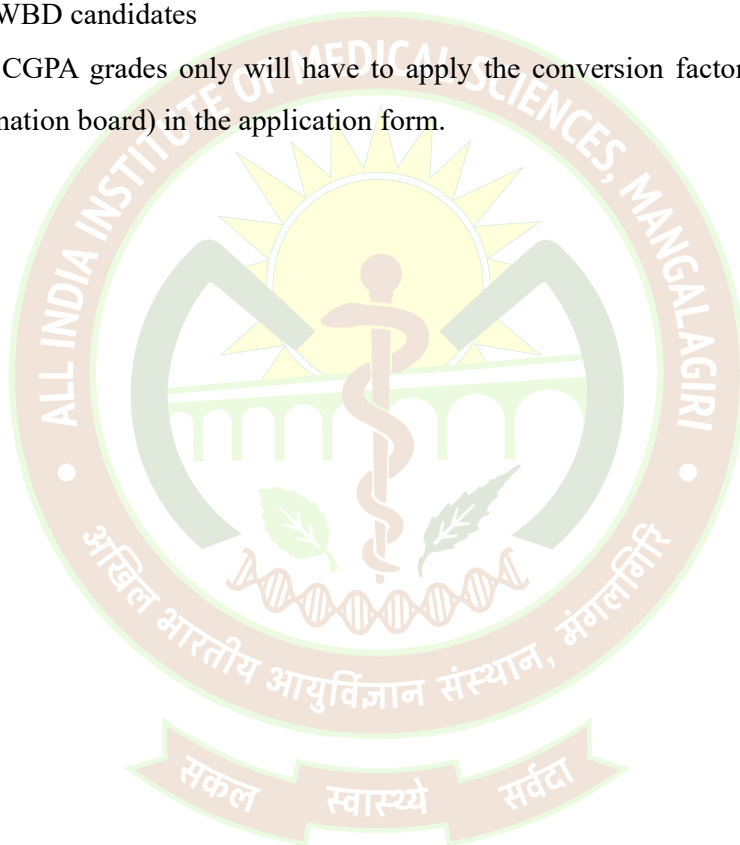 WBD candidates
CGPA grades only will have to apply the conversion factor
nation board) in the application form.
ALL INDIA INSTITUTE OF MEDICAL SCIENCES, MANGALAGIRI
अखिल भारतीय आयुर्विज्ञान संस्थान, मंगलगिरि
सकल स्वास्थ्ये सर्वदा